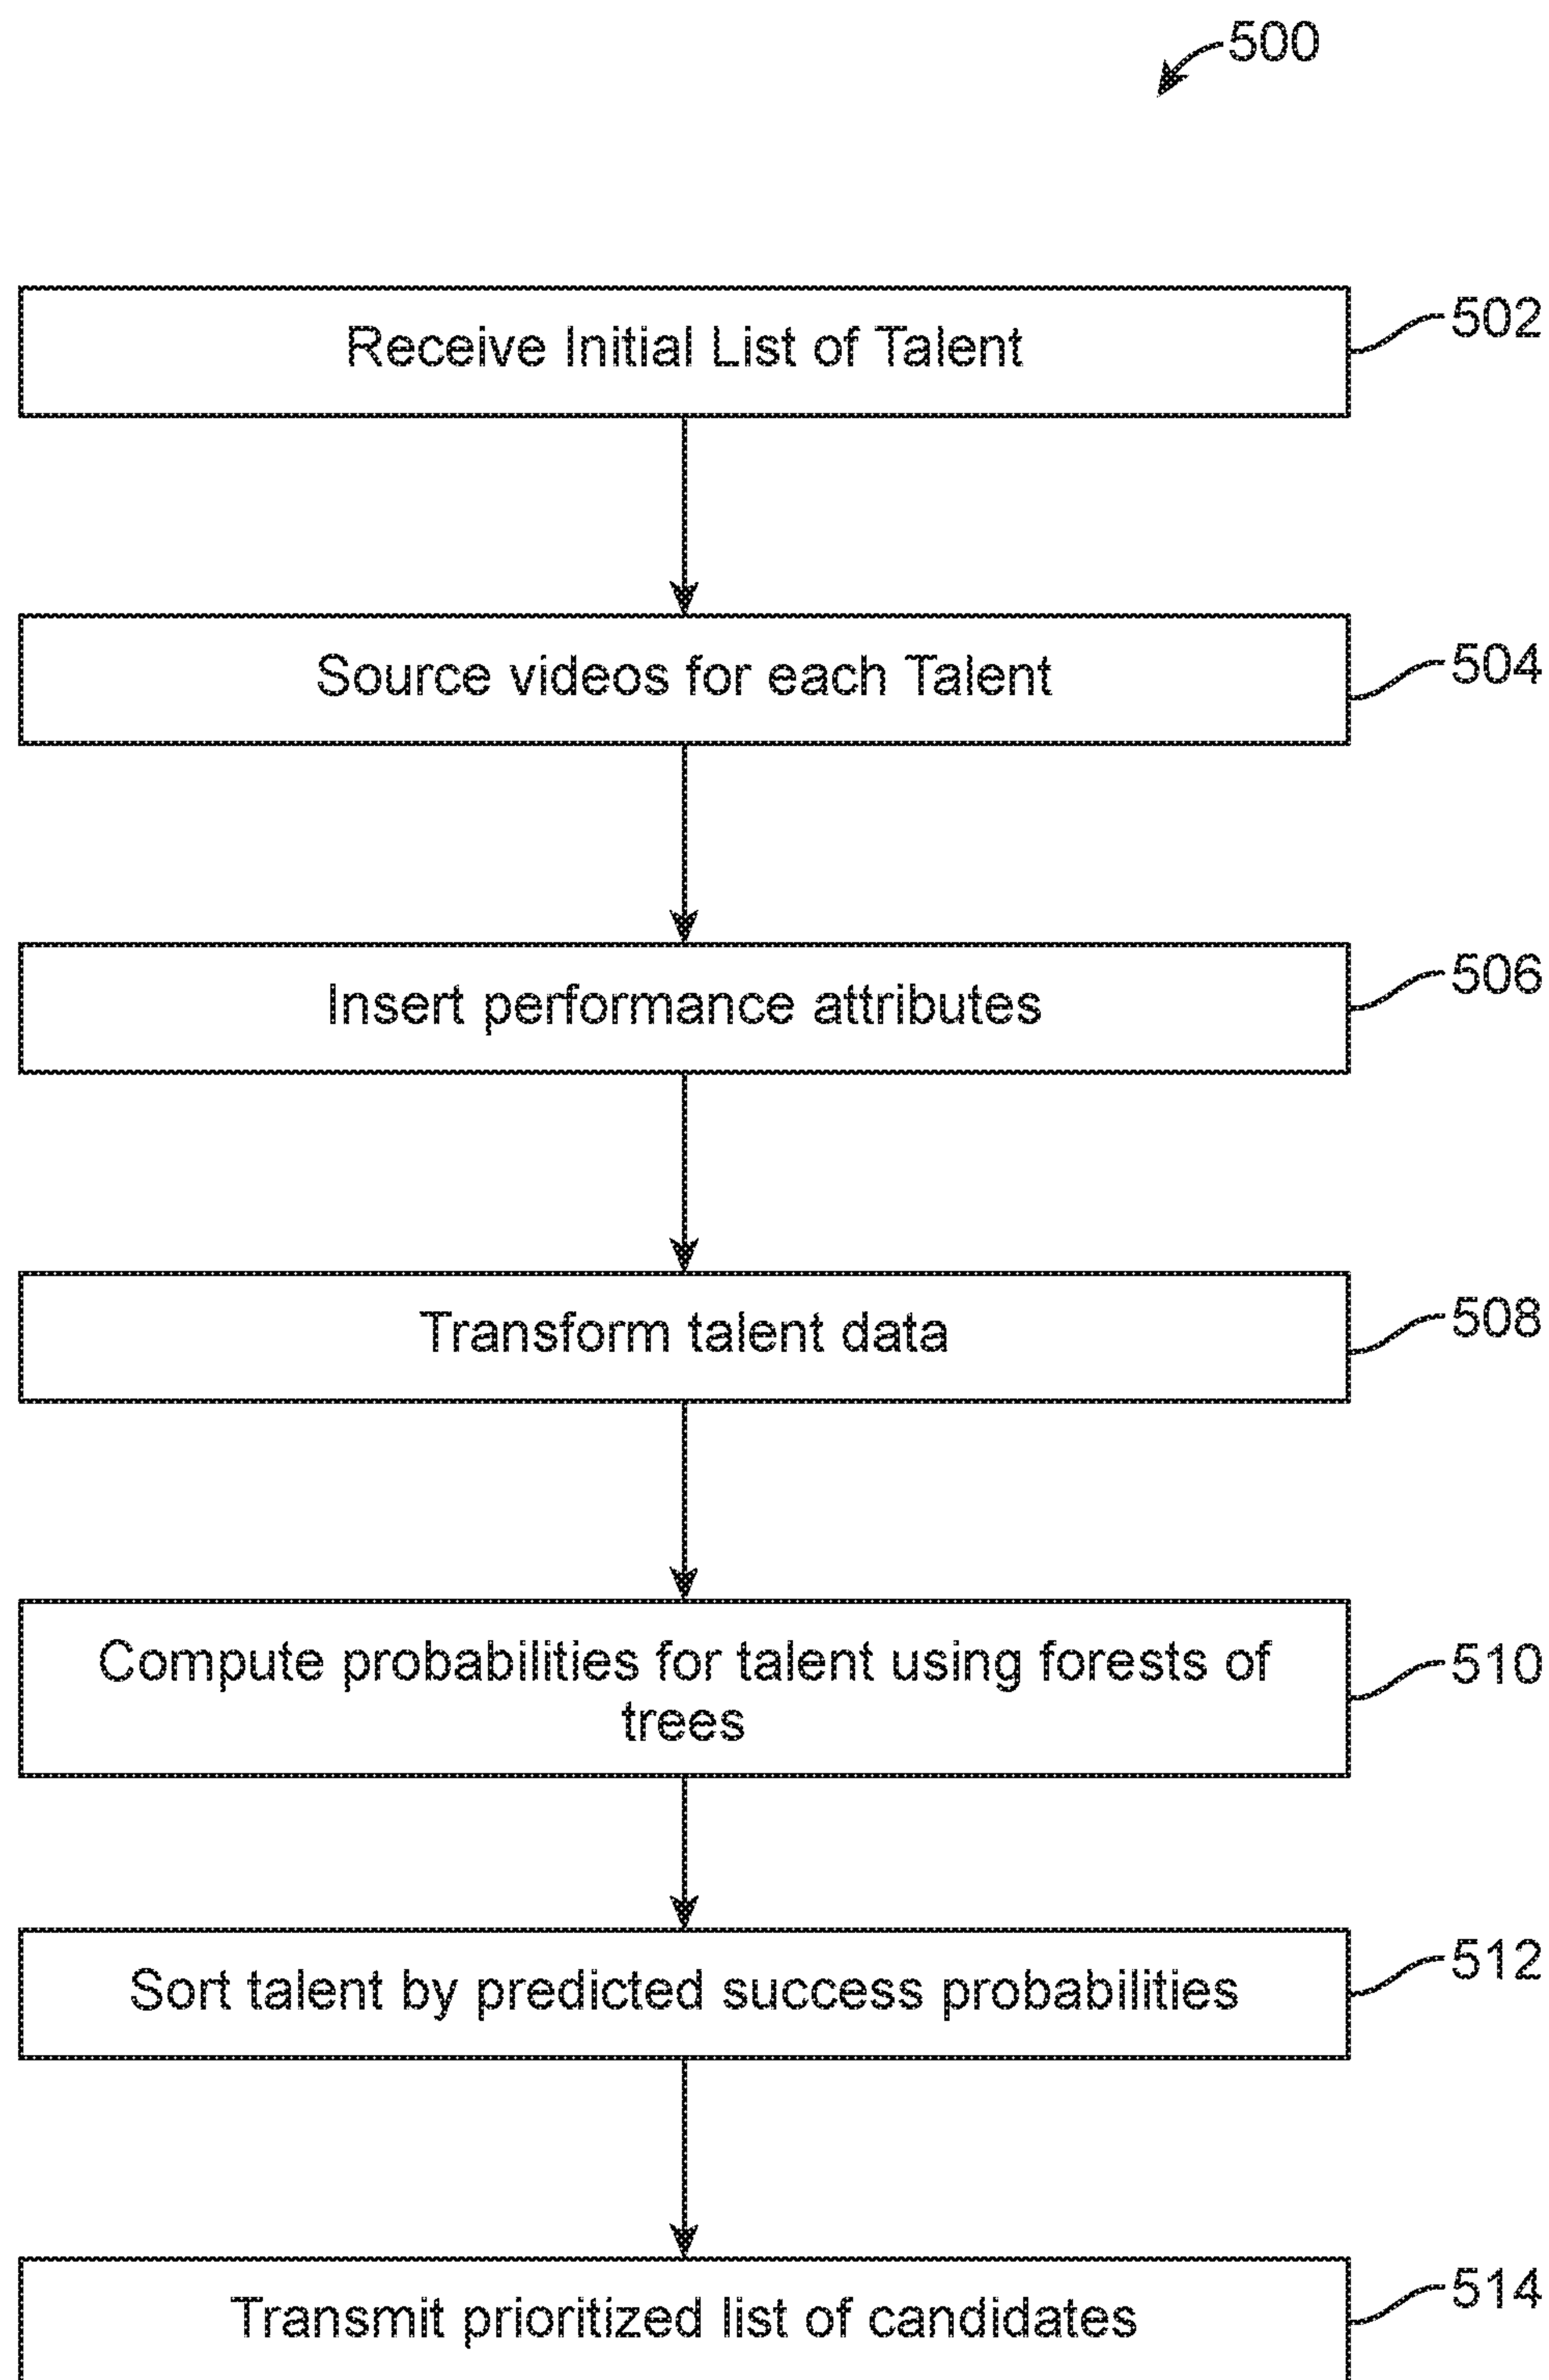 500
Receive Initial List of Talent
502
Source videos for each Talent
504
Insert performance attributes
506
Transform talent data
508
Compute probabilities for talent using forests of
trees
510
Sort talent by predicted success probabilities
512
Transmit prioritized list of candidates
514